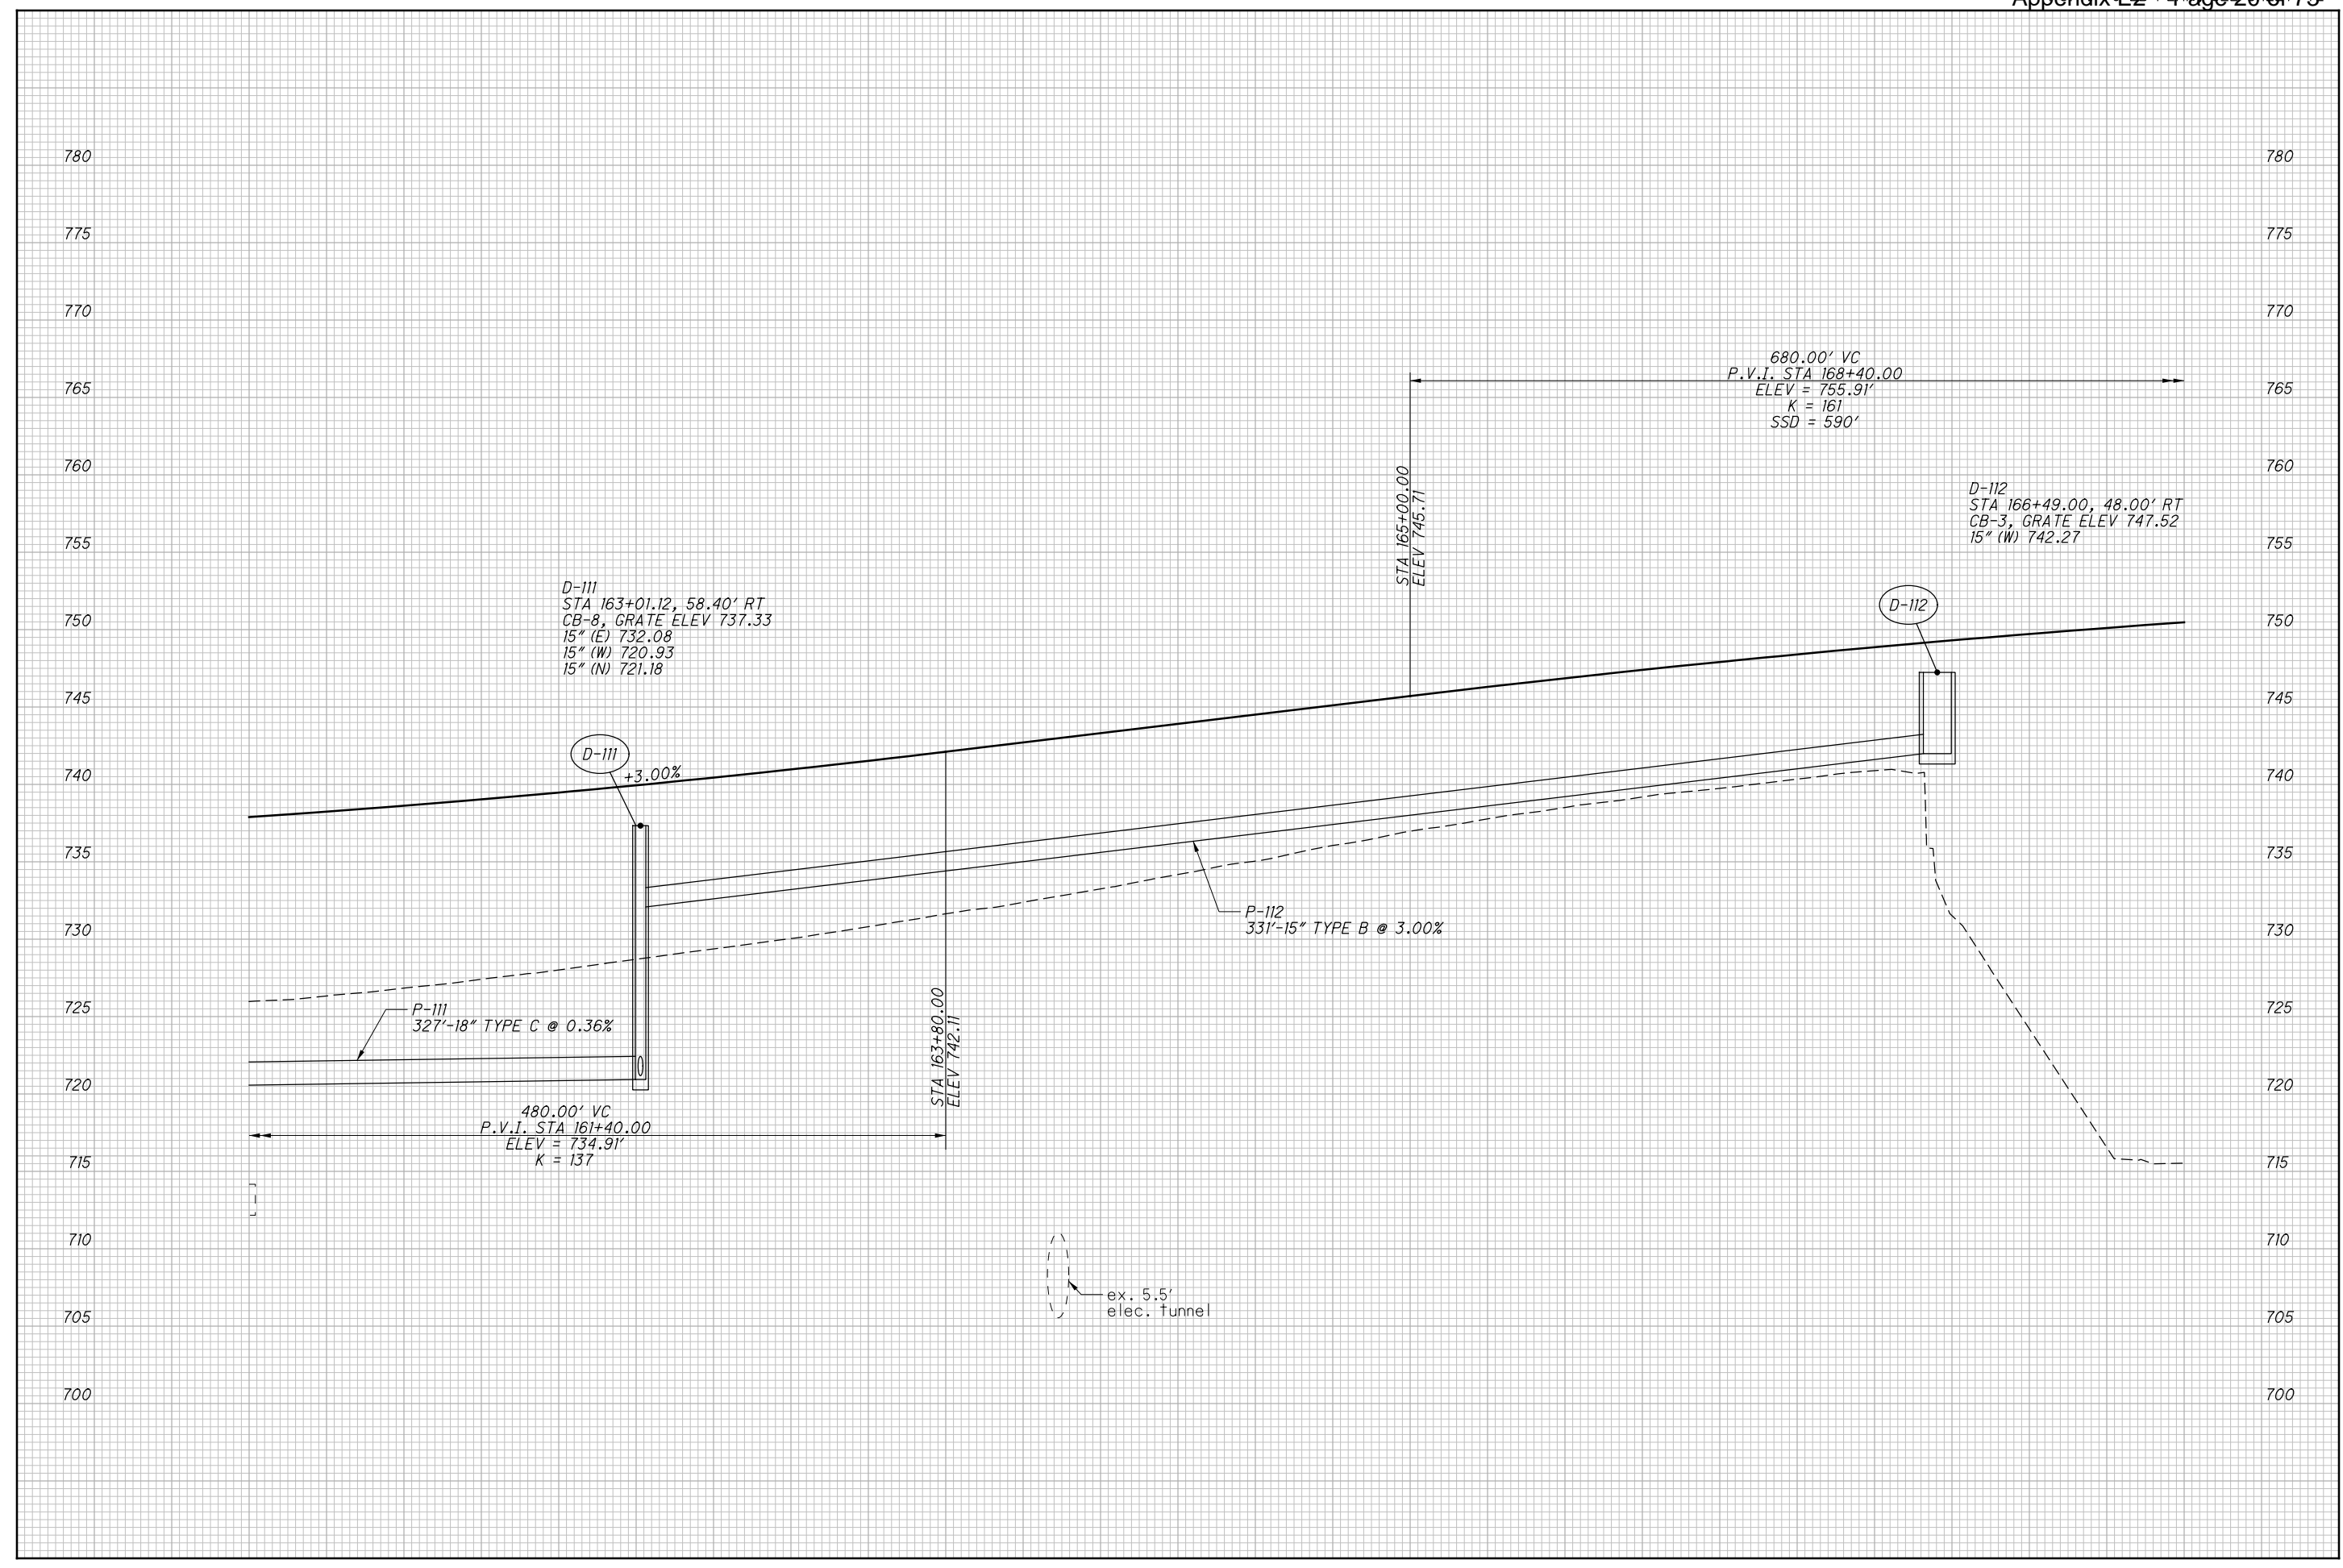 780
780
775
775
770
770
680.00' VC
P.V.I. STA 168+40.00
765
765
ELEV = 755.91'
K = 161
SSD = 590'
760
760
STA 165+00.00
ELEV 745.71
D-112
STA 166+49.00, 48.00' RT
CB-3, GRATE ELEV 747.52
15" (W) 742.27
755
755
D-111
STA 163+01.12, 58.40' RT
CB-8, GRATE ELEV 737.33
15" (E) 732.08
15" (W) 720.93
15" (N) 721.18
D-112
750
750
745
745
D-111
+3.00%
740
740
735
735
P-112
331'-15" TYPE B @ 3.00%
730
730
725
725
P-111
327'-18" TYPE C @ 0.36%
STA 163+80.00
ELEV 742.11
720
720
480.00' VC
P.V.I. STA 161+40.00
ELEV = 734.91'
K = 137
715
715
710
710
ex. 5.5'
elec. tunnel
705
705
700
700